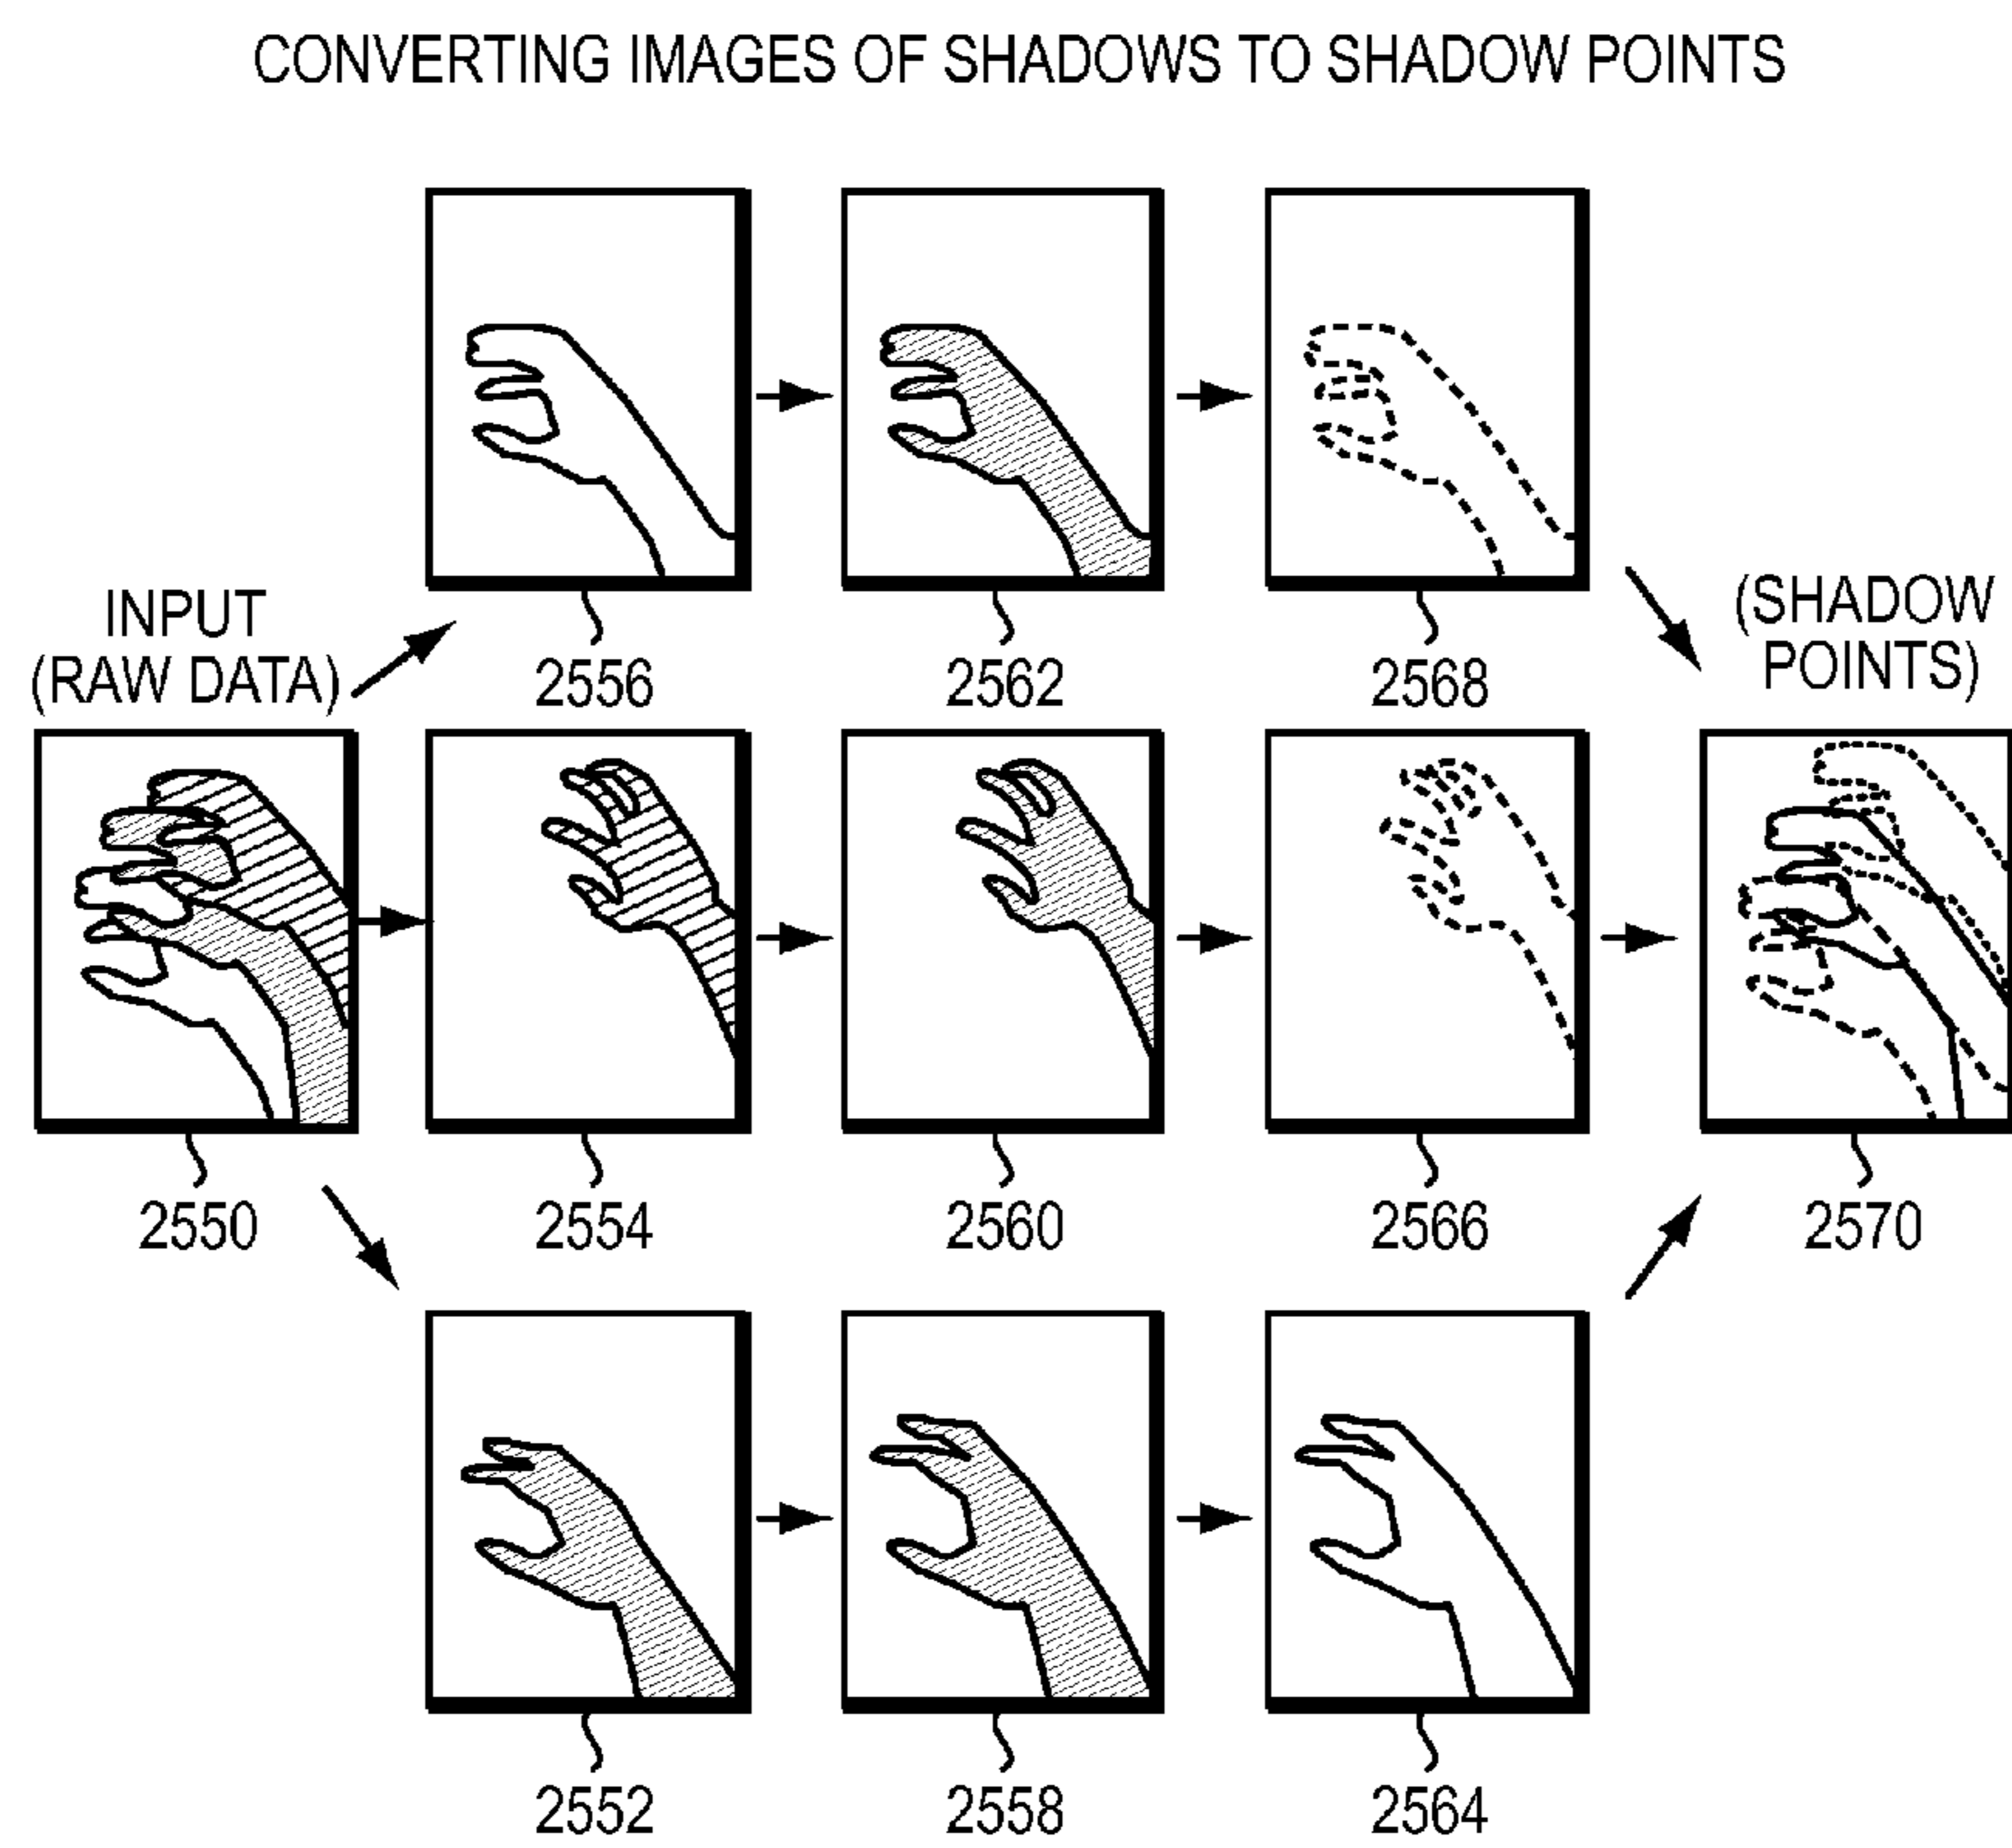 CONVERTING IMAGES OF SHADOWS TO SHADOW POINTS
2556
2562
2568
INPUT
(RAW DATA)
(SHADOW
POINTS)
2550
2554
2560
2566
2570
2552
2558
2564